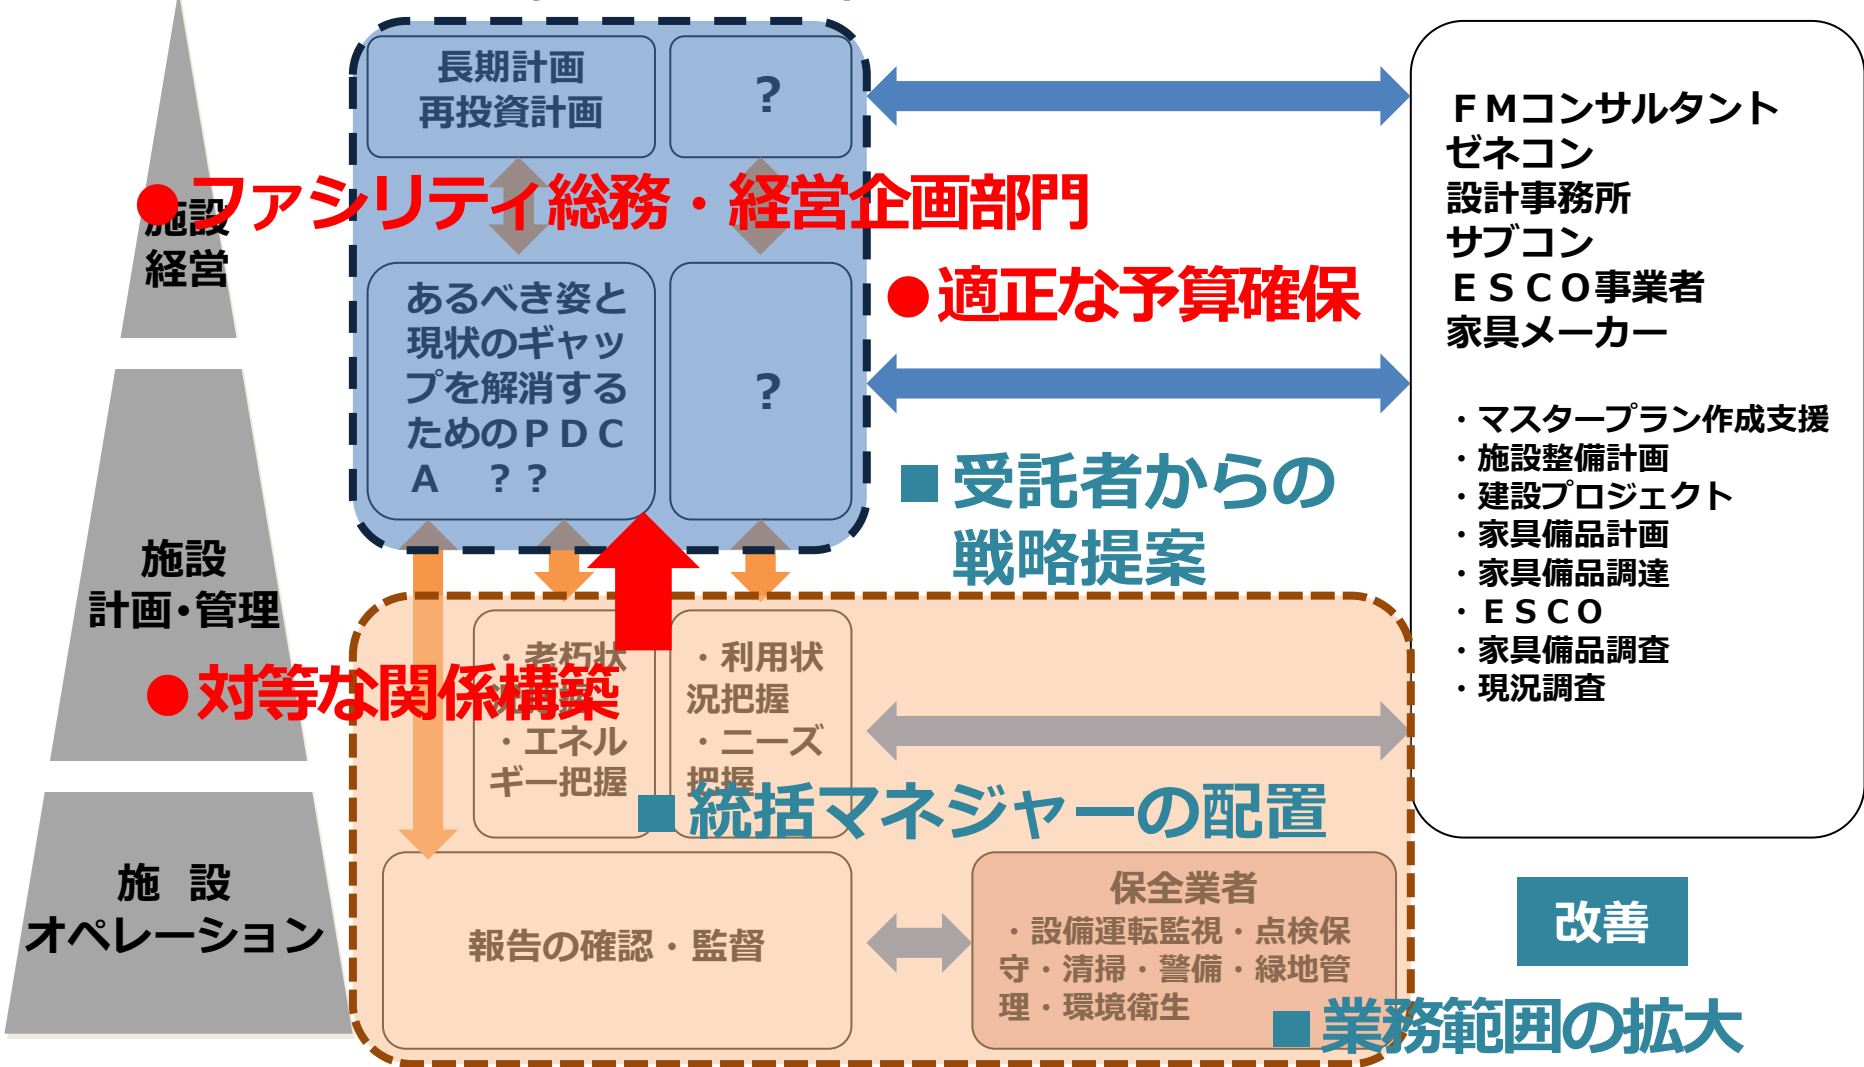 長期計画
再投資計画
？
●ファシリティ総務・経営企画部門
施設
経営
●適正な予算確保
あるべき姿と
現状のギャッ
プを解消する
ためのＰＤＣ
Ａ　？？
？
■受託者からの
戦略提案
ＦＭコンサルタント
ゼネコン
設計事務所
サブコン
ＥＳＣＯ事業者
家具メーカー
・マスタープラン作成支援
・施設整備計画
・建設プロジェクト
・家具備品計画
・家具備品調達
・ＥＳＣＯ
・家具備品調査
・現況調査
施設
計画・管理
●対等な関係構築
・老朽状
況把握
・エネル
ギー把握
・利用状
況把握
・ニーズ
把握
■統括マネジャーの配置
施　設
オペレーション
報告の確認・監督
保全業者
・設備運転監視・点検保
守・清掃・警備・緑地管
理・環境衛生
改善
■業務範囲の拡大